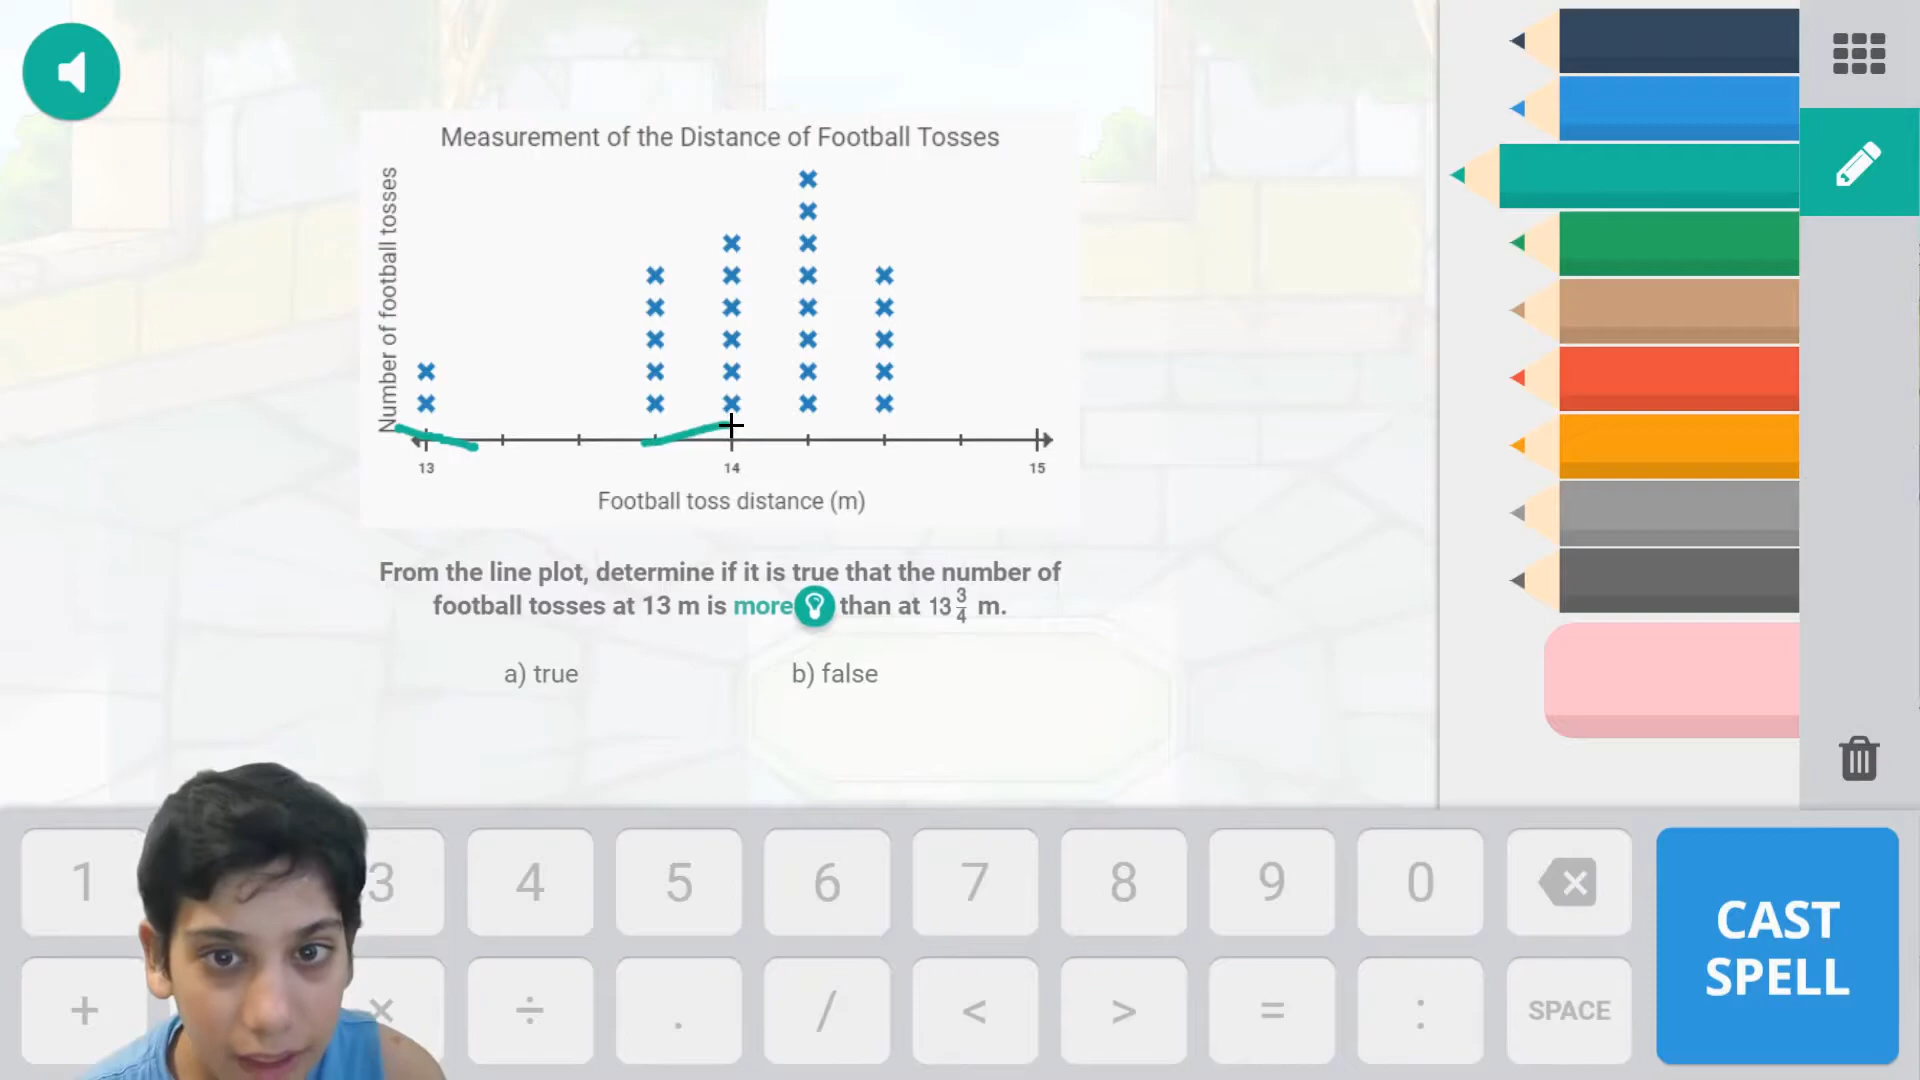 Measurement of the Distance of Football Tosses
Number of football tosses
13 14 15
Football toss distance (m)
From the line plot, determine if it is true that the number of
football tosses at 13 m is more than at 13 3/4 m.
a) true b) false
1 3 4 5 6 7 8 9 0
+ × ÷ . / < > = : SPACE
CAST
SPELL